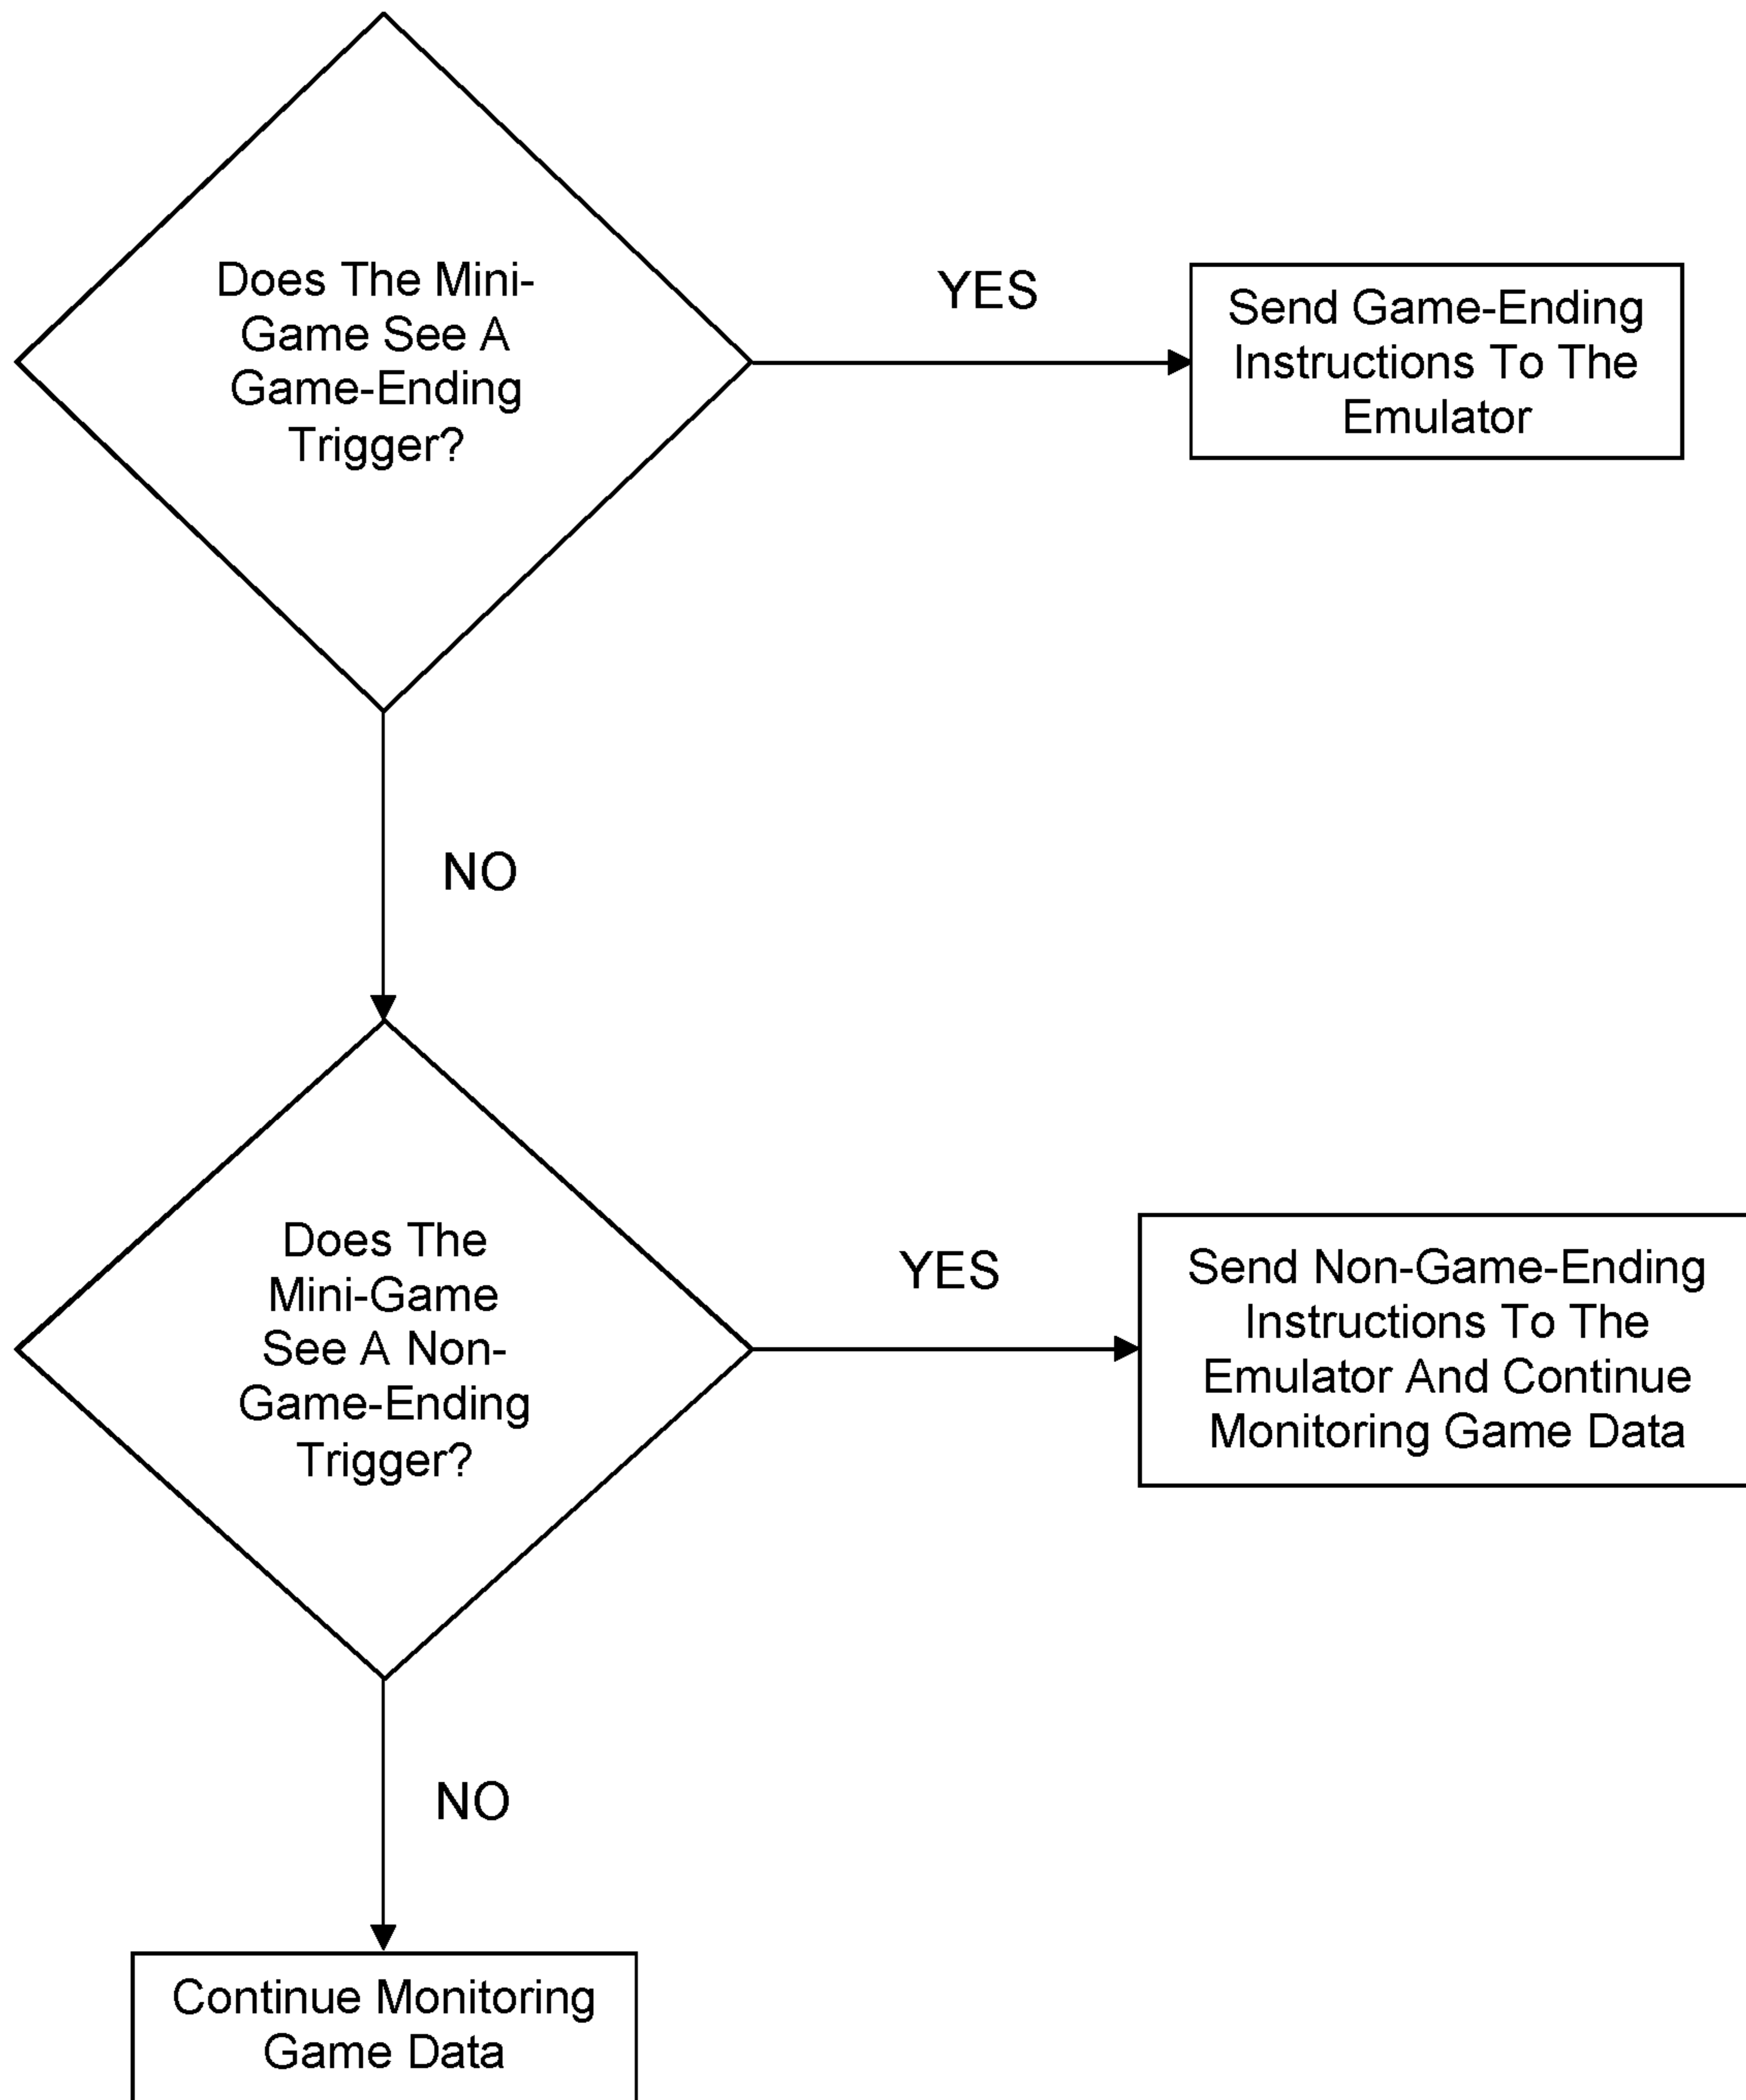 Does The Mini-
Game See A
Game-Ending
Trigger?
YES
Send Game-Ending
Instructions To The
Emulator
NO
Does The
Mini-Game
See A Non-
Game-Ending
Trigger?
YES
Send Non-Game-Ending
Instructions To The
Emulator And Continue
Monitoring Game Data
NO
Continue Monitoring
Game Data